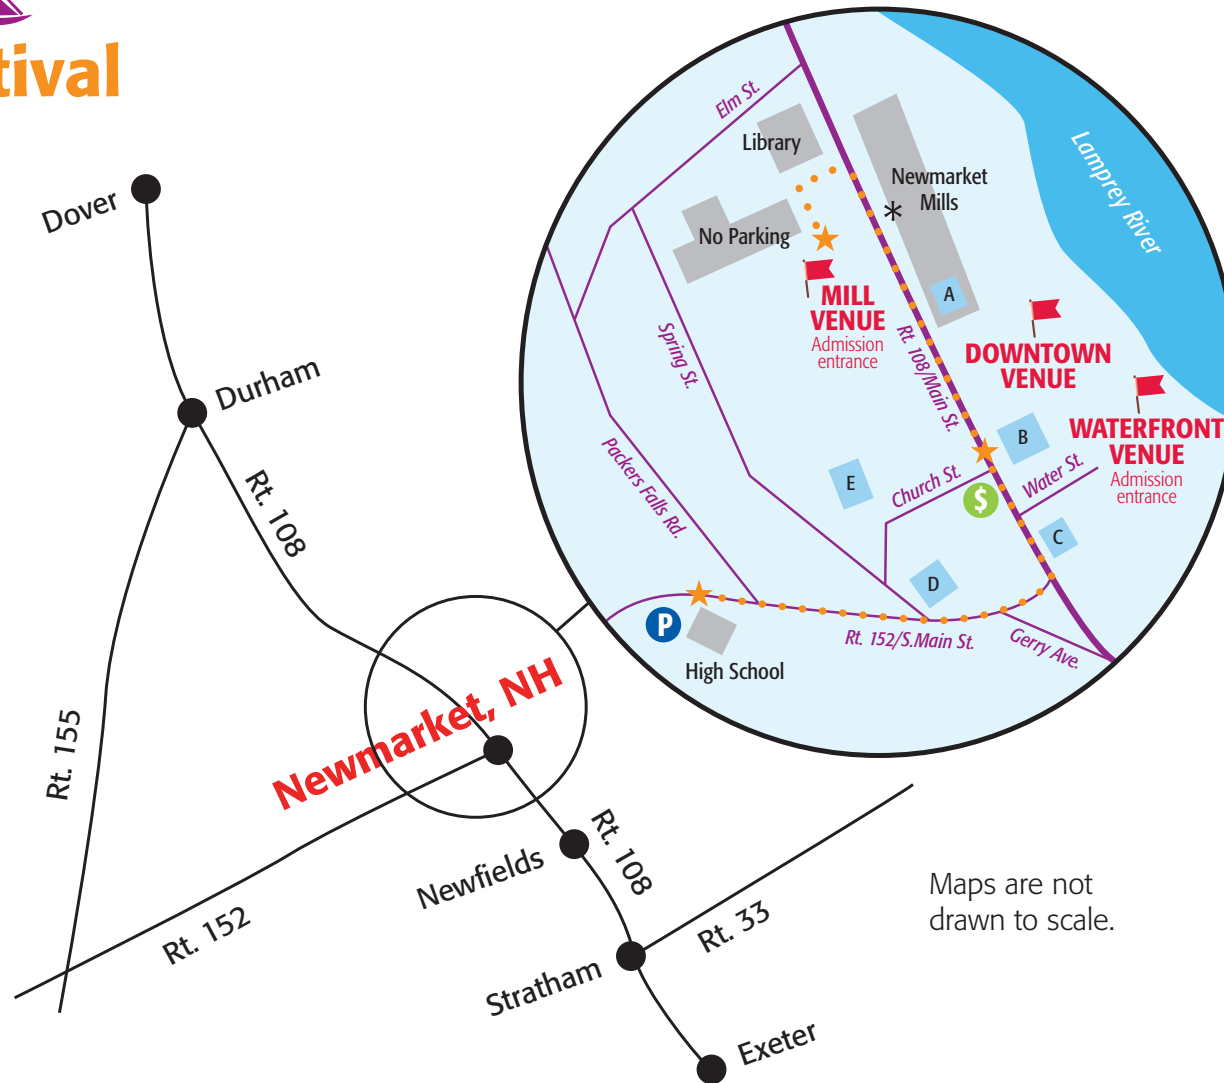 tival
Dover
Durham
Rt. 108
Rt. 155
Newmarket, NH
Newfields
Rt. 108
Rt. 152
Rt. 33
Stratham
Exeter
Maps are not
drawn to scale.
Elm St.
Library
Newmarket
Mills
*
Lamprey River
No Parking
A
MILL
VENUE
Admission
entrance
Spring St.
Rt. 108/Main St.
DOWNTOWN
VENUE
WATERFRONT
VENUE
Admission
entrance
B
Packers Falls Rd.
E
Church St.
$
Water St.
C
D
P
High School
Rt. 152/S.Main St.
Gerry Ave.